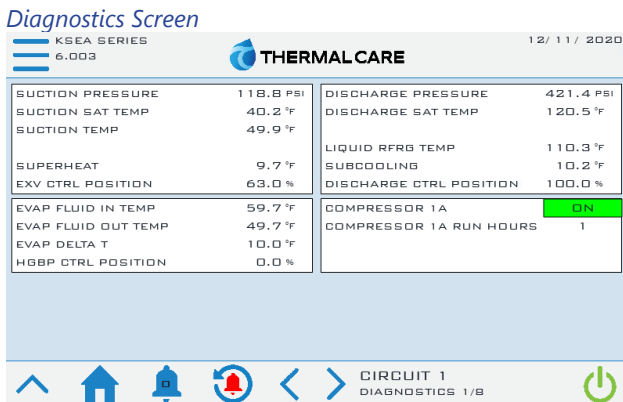 Diagnostics Screen
KSEA SERIES
6.003
THERMALCARE
12/ 11/ 2020
SUCTION PRESSURE 118.8 PSI
SUCTION SAT TEMP 40.2 °F
SUCTION TEMP 49.9 °F
SUPERHEAT 9.7 °F
EXV CTRL POSITION 63.0 %
DISCHARGE PRESSURE 421.4 PSI
DISCHARGE SAT TEMP 120.5 °F
LIQUID RFRG TEMP 110.3 °F
SUBCOOLING 10.2 °F
DISCHARGE CTRL POSITION 100.0 %
EVAP FLUID IN TEMP 59.7 °F
EVAP FLUID OUT TEMP 49.7 °F
EVAP DELTA T 10.0 °F
HGBP CTRL POSITION 0.0 %
COMPRESSOR 1A ON
COMPRESSOR 1A RUN HOURS 1
0
CIRCUIT 1
DIAGNOSTICS 1/8